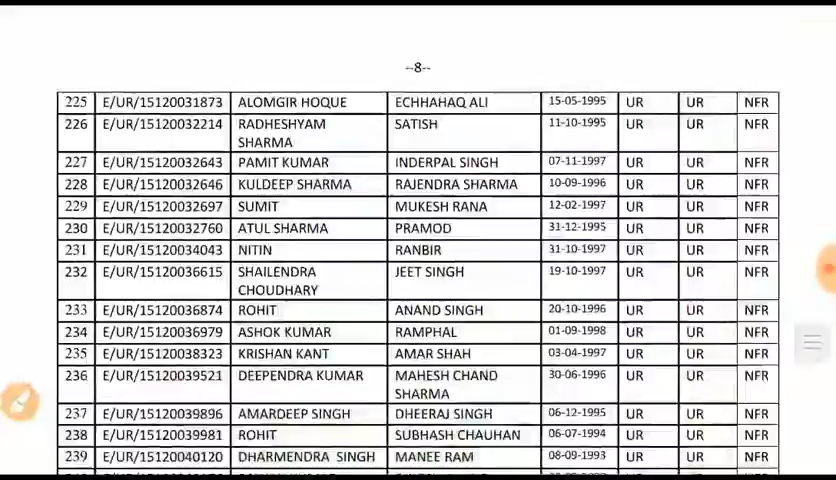 --8--
225 E/UR/15120031873 ALOMGIR HOQUE ECHHAHAQ ALI 15-05-1995 UR UR NFR
226 E/UR/15120032214 RADHESHYAM SHARMA SATISH 11-10-1995 UR UR NFR
227 E/UR/15120032643 PAMIT KUMAR INDERPAL SINGH 07-11-1997 UR UR NFR
228 E/UR/15120032646 KULDEEP SHARMA RAJENDRA SHARMA 10-09-1996 UR UR NFR
229 E/UR/15120032697 SUMIT MUKESH RANA 12-02-1997 UR UR NFR
230 E/UR/15120032760 ATUL SHARMA PRAMOD 31-12-1995 UR UR NFR
231 E/UR/15120034043 NITIN RANBIR 31-10-1997 UR UR NFR
232 E/UR/15120036615 SHAILENDRA CHOUDHARY JEET SINGH 19-10-1997 UR UR NFR
233 E/UR/15120036874 ROHIT ANAND SINGH 20-10-1996 UR UR NFR
234 E/UR/15120036979 ASHOK KUMAR RAMPHAL 01-09-1998 UR UR NFR
235 E/UR/15120038323 KRISHAN KANT AMAR SHAH 03-04-1997 UR UR NFR
236 E/UR/15120039521 DEEPENDRA KUMAR MAHESH CHAND SHARMA 30-06-1996 UR UR NFR
237 E/UR/15120039896 AMARDEEP SINGH DHEERAJ SINGH 06-12-1995 UR UR NFR
238 E/UR/15120039981 ROHIT SUBHASH CHAUHAN 06-07-1994 UR UR NFR
239 E/UR/15120040120 DHARMENDRA SINGH MANEE RAM 08-09-1993 UR UR NFR